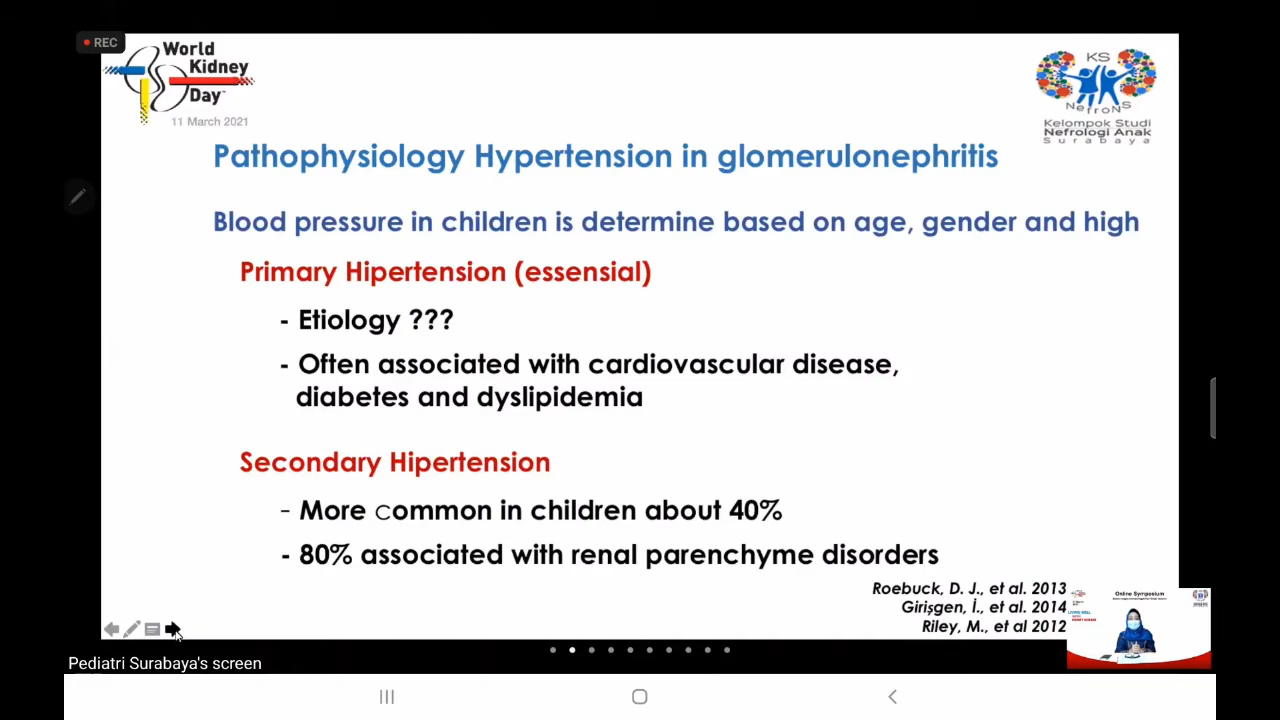 REC
World
Kidney
Day
11 March 2021
KS
NefroNS
Kelompok Studi
Nefrologi Anak
Surabaya
Pathophysiology Hypertension in glomerulonephritis
Blood pressure in children is determine based on age, gender and high
Primary Hipertension (essensial)
- Etiology ???
- Often associated with cardiovascular disease,
diabetes and dyslipidemia
Secondary Hipertension
- More common in children about 40%
- 80% associated with renal parenchyme disorders
Roebuck, D. J., et al. 2013
Girişgen, İ., et al. 2014
Riley, M., et al 2012
Online Symposium
Pediatri Surabaya's screen